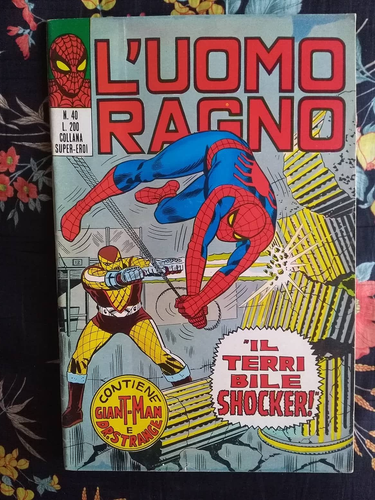 L'UOMO
RAGNO
N. 40
L. 200
COLLANA
SUPER-EROI
"IL
TERRI
BILE
SHOCKER!"
CONTIENE
GIANT-MAN
E
DR. STRANGE